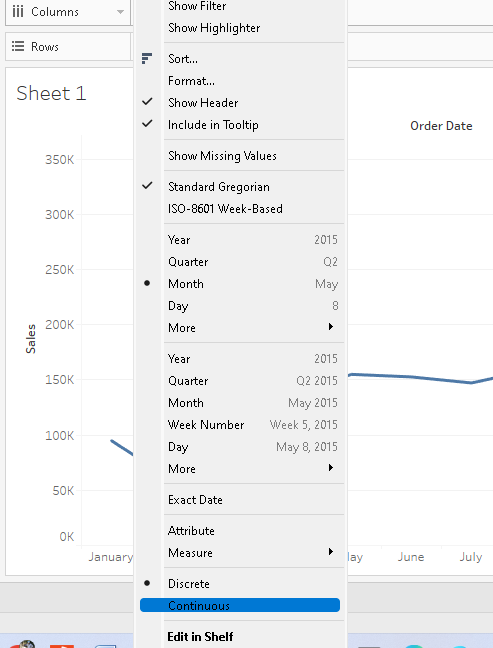 Columns
Rows
Sheet 1
Order Date
Sales
350K
300K
250K
200K
150K
100K
50K
0K
January
June
July
Show Filter
Show Highlighter
Sort...
Format...
Show Header
Include in Tooltip
Show Missing Values
Standard Gregorian
ISO-8601 Week-Based
Year 2015
Quarter Q2
Month May
Day 8
More
Year 2015
Quarter Q2 2015
Month May 2015
Week Number Week 5, 2015
Day May 8, 2015
More
Exact Date
Attribute
Measure
Discrete
Continuous
Edit in Shelf